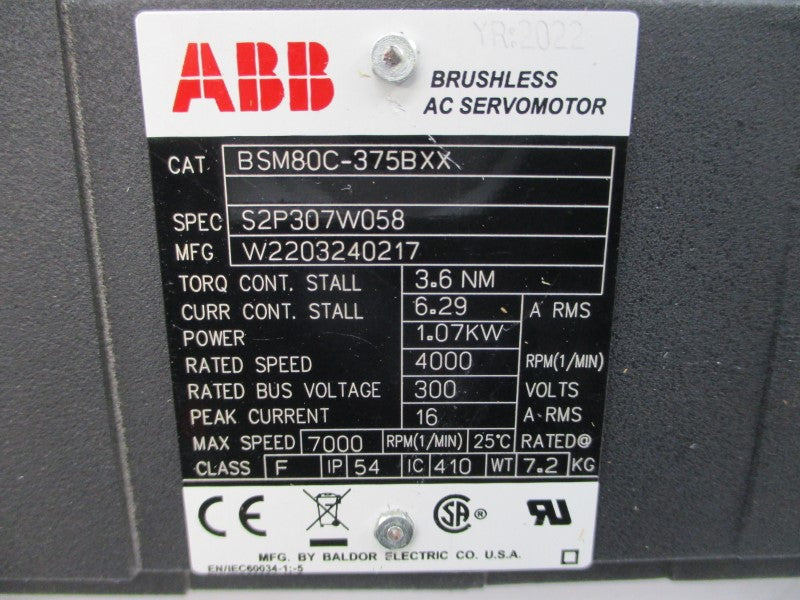 YR:2022
ABB
BRUSHLESS
AC SERVOMOTOR
CAT. BSM80C-375BXX
SPEC S2P307W058
MFG W2203240217
TORQ CONT. STALL 3.6 NM
CURR CONT. STALL 6.29 A RMS
POWER 1.07KW
RATED SPEED 4000 RPM(1/MIN)
RATED BUS VOLTAGE 300 VOLTS
PEAK CURRENT 16 A-RMS
MAX SPEED 7000 RPM(1/MIN) 25°C RATED@
CLASS F IP 54 IC 410 WT 7.2 KG
CE SA® RU
MFG. BY BALDOR ELECTRIC CO. U.S.A.
EN/IEC60034-1;-5